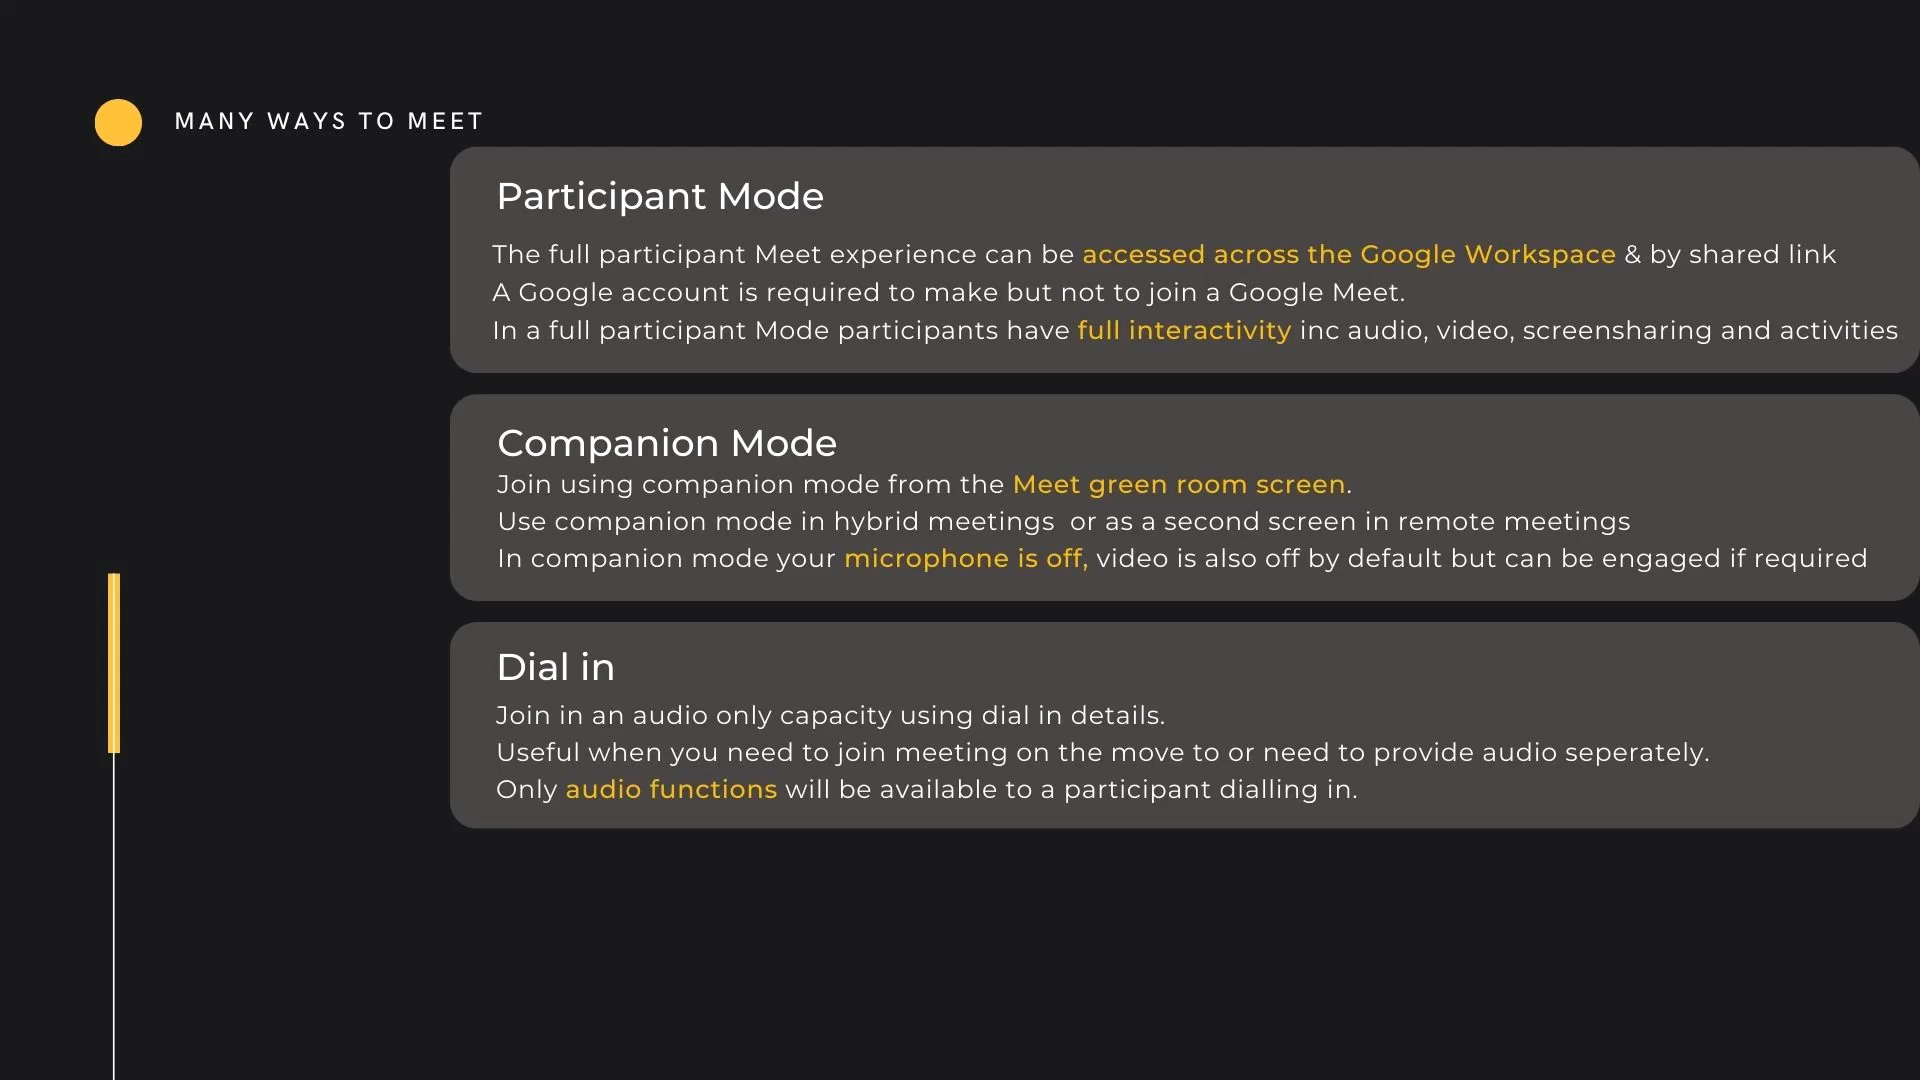 MANY WAYS TO MEET
Participant Mode
The full participant Meet experience can be accessed across the Google Workspace & by shared link
A Google account is required to make but not to join a Google Meet.
In a full participant Mode participants have full interactivity inc audio, video, screensharing and activities
Companion Mode
Join using companion mode from the Meet green room screen.
Use companion mode in hybrid meetings  or as a second screen in remote meetings
In companion mode your microphone is off, video is also off by default but can be engaged if required
Dial in
Join in an audio only capacity using dial in details.
Useful when you need to join meeting on the move to or need to provide audio seperately.
Only audio functions will be available to a participant dialling in.